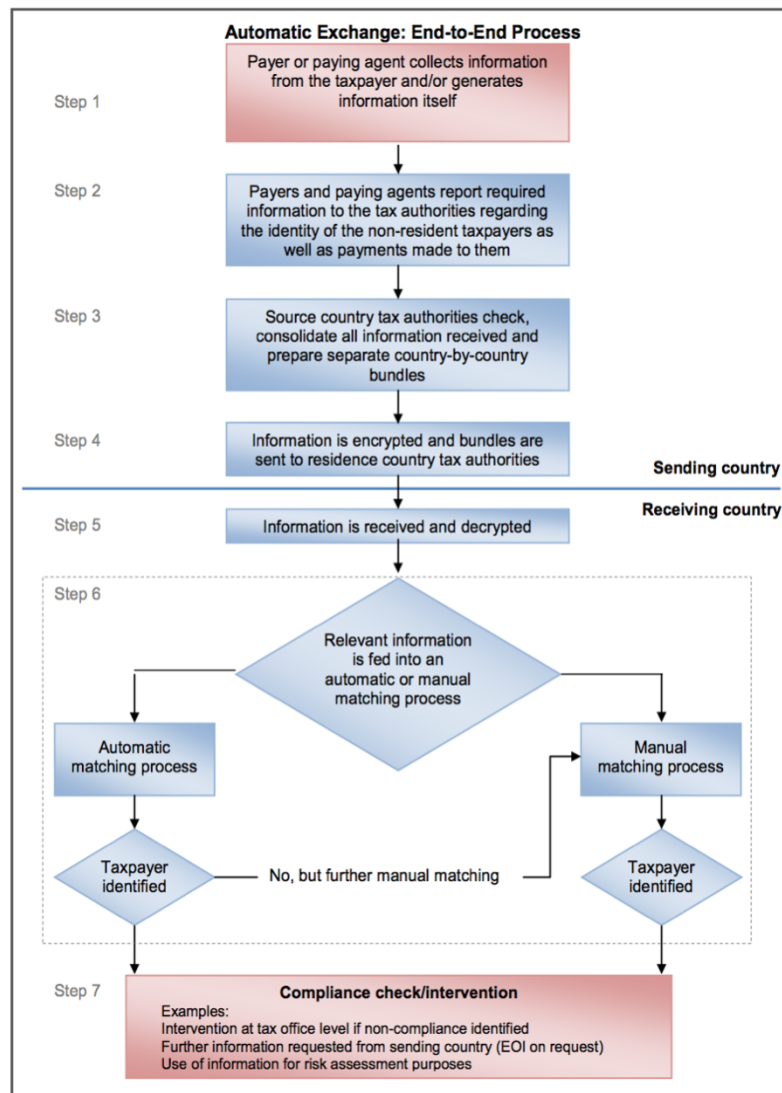 Automatic Exchange: End-to-End Process
Step 1
Payer or paying agent collects information
from the taxpayer and/or generates
information itself
Step 2
Payers and paying agents report required
information to the tax authorities regarding
the identity of the non-resident taxpayers as
well as payments made to them
Step 3
Source country tax authorities check,
consolidate all information received and
prepare separate country-by-country
bundles
Step 4
Information is encrypted and bundles are
sent to residence country tax authorities
Sending country
Receiving country
Step 5
Information is received and decrypted
Step 6
Relevant information
is fed into an
automatic or manual
matching process
Automatic
matching process
Manual
matching process
Taxpayer
identified
No, but further manual matching
Taxpayer
identified
Step 7
Compliance check/intervention
Examples:
Intervention at tax office level if non-compliance identified
Further information requested from sending country (EOI on request)
Use of information for risk assessment purposes